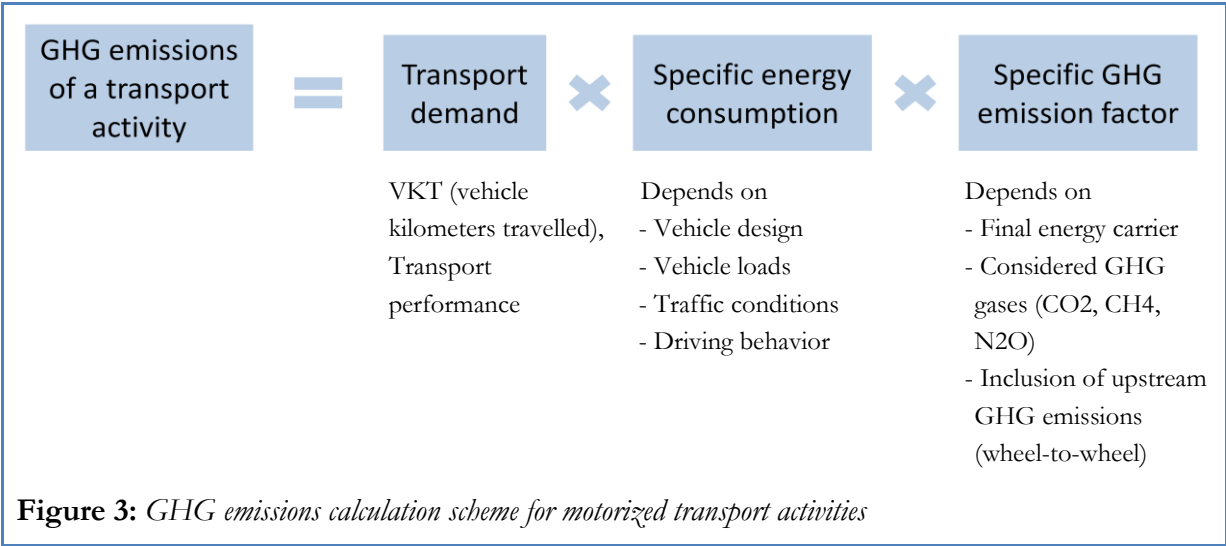 GHG emissions
of a transport
activity
=
Transport
demand
×
Specific energy
consumption
×
Specific GHG
emission factor
VKT (vehicle
kilometers travelled),
Transport
performance
Depends on
- Vehicle design
- Vehicle loads
- Traffic conditions
- Driving behavior
Depends on
- Final energy carrier
- Considered GHG
gases (CO2, CH4,
N2O)
- Inclusion of upstream
GHG emissions
(wheel-to-wheel)
Figure 3: GHG emissions calculation scheme for motorized transport activities